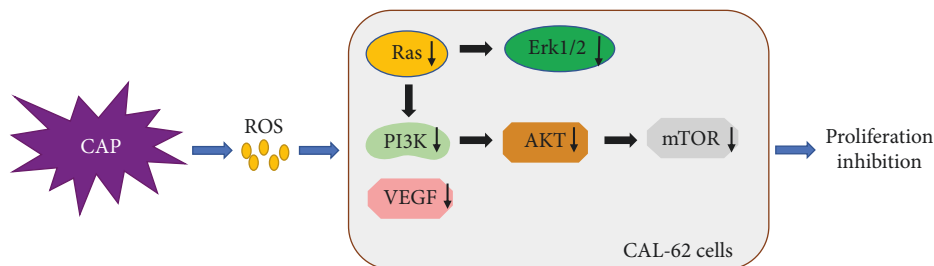 Ras
Erk1/2
ROS
CAP
PI3K
AKT
mTOR
Proliferation
inhibition
VEGF
CAL-62 cells